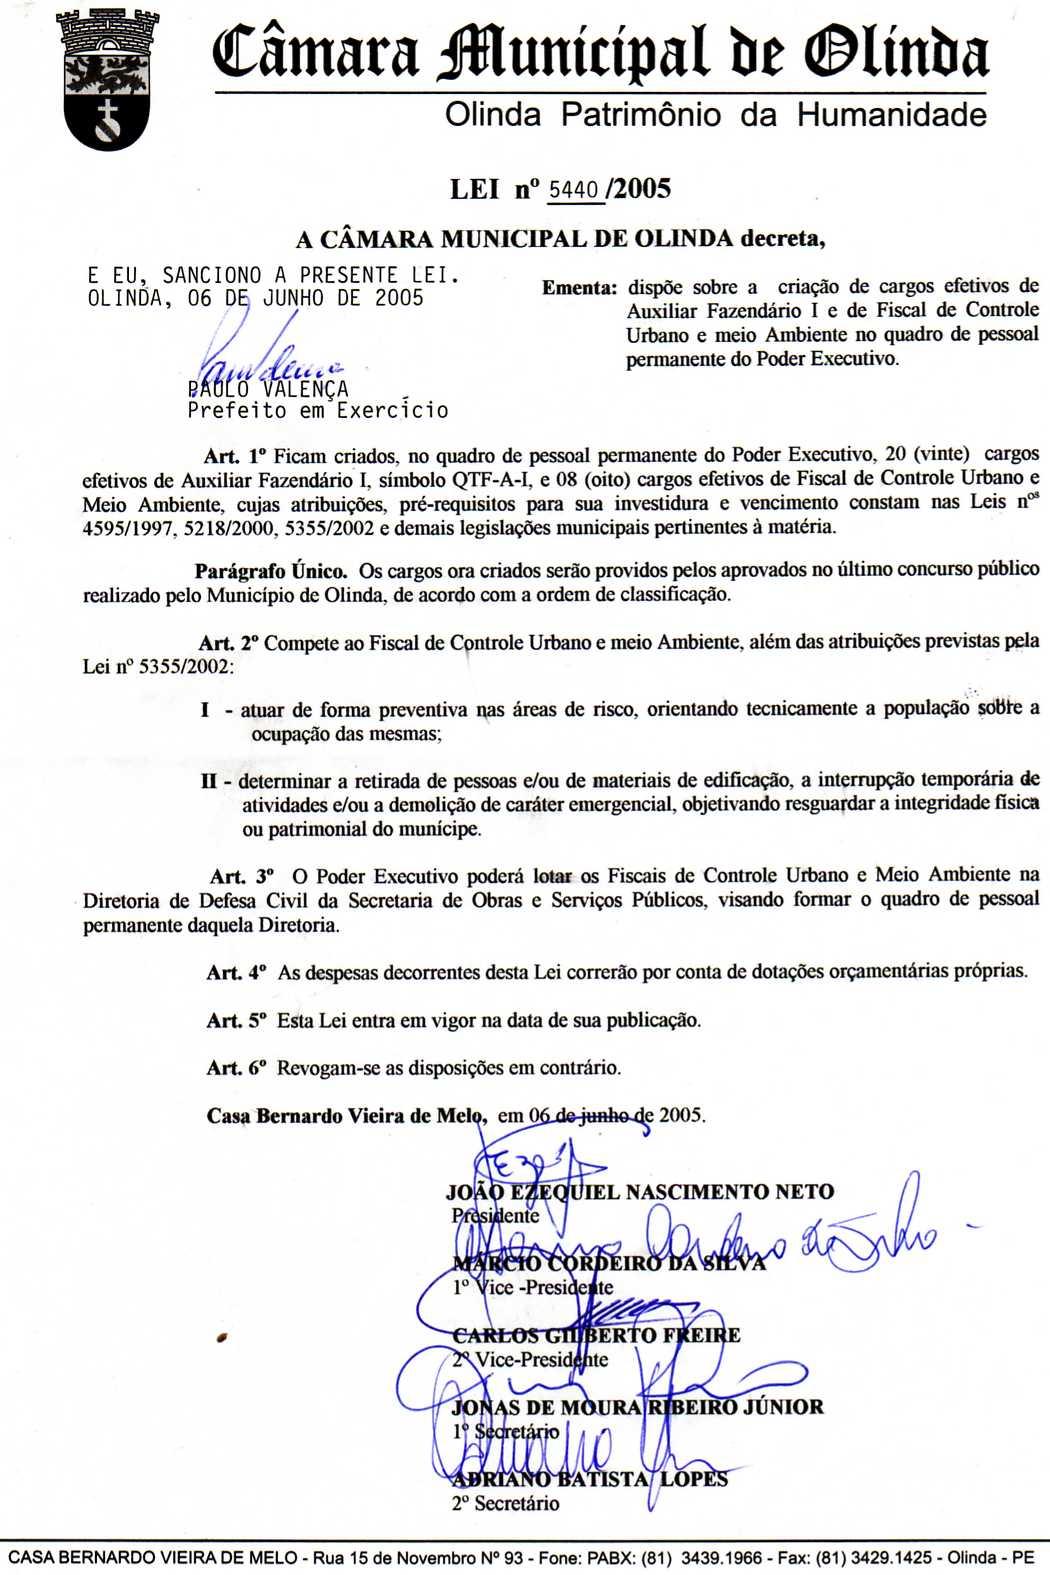 Câmara Municipal de Olinda
Olinda Patrimônio da Humanidade
LEI nº 5440/2005
A CÂMARA MUNICIPAL DE OLINDA decreta,
E EU, SANCIONO A PRESENTE LEI.
OLINDA, 06 DE JUNHO DE 2005
PAULO VALENÇA
Prefeito em Exercício
Ementa: dispõe sobre a criação de cargos efetivos de
Auxiliar Fazendário I e de Fiscal de Controle
Urbano e meio Ambiente no quadro de pessoal
permanente do Poder Executivo.
Art. 1º Ficam criados, no quadro de pessoal permanente do Poder Executivo, 20 (vinte) cargos
efetivos de Auxiliar Fazendário I, símbolo QTF-A-I, e 08 (oito) cargos efetivos de Fiscal de Controle Urbano e
Meio Ambiente, cujas atribuições, pré-requisitos para sua investidura e vencimento constam nas Leis nºs
4595/1997, 5218/2000, 5355/2002 e demais legislações municipais pertinentes à matéria.
Parágrafo Único. Os cargos ora criados serão providos pelos aprovados no último concurso público
realizado pelo Município de Olinda, de acordo com a ordem de classificação.
Art. 2º Compete ao Fiscal de Controle Urbano e meio Ambiente, além das atribuições previstas pela
Lei nº 5355/2002:
I - atuar de forma preventiva nas áreas de risco, orientando tecnicamente a população sobre a
ocupação das mesmas;
II - determinar a retirada de pessoas e/ou de materiais de edificação, a interrupção temporária de
atividades e/ou a demolição de caráter emergencial, objetivando resguardar a integridade física
ou patrimonial do munícipe.
Art. 3º O Poder Executivo poderá lotar os Fiscais de Controle Urbano e Meio Ambiente na
Diretoria de Defesa Civil da Secretaria de Obras e Serviços Públicos, visando formar o quadro de pessoal
permanente daquela Diretoria.
Art. 4º As despesas decorrentes desta Lei correrão por conta de dotações orçamentárias próprias.
Art. 5º Esta Lei entra em vigor na data de sua publicação.
Art. 6º Revogam-se as disposições em contrário.
Casa Bernardo Vieira de Melo, em 06 de junho de 2005.
JOÃO EZEQUIEL NASCIMENTO NETO
Presidente
MÁRCIO CORDEIRO DA SILVA
1º Vice -Presidente
CARLOS GILBERTO FREIRE
2º Vice-Presidente
JONAS DE MOURA RIBEIRO JÚNIOR
1º Secretário
ADRIANO BATISTA LOPES
2º Secretário
CASA BERNARDO VIEIRA DE MELO - Rua 15 de Novembro Nº 93 - Fone: PABX: (81) 3439.1966 - Fax: (81) 3429.1425 - Olinda - PE